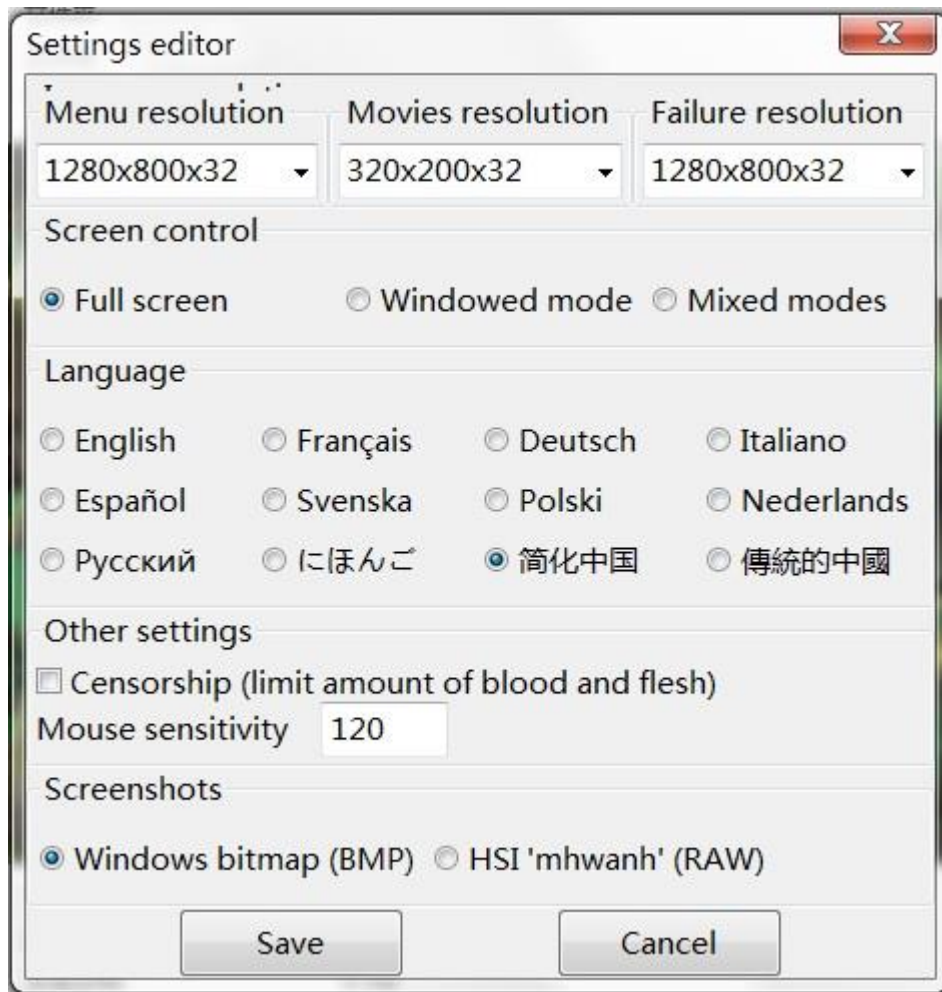 Settings editor
Menu resolution Movies resolution Failure resolution
1280x800x32 320x200x32 1280x800x32
Screen control
Full screen Windowed mode Mixed modes
Language
English Français Deutsch Italiano
Español Svenska Polski Nederlands
Русский にほんご 简化中国 傳統的中國
Other settings
Censorship (limit amount of blood and flesh)
Mouse sensitivity 120
Screenshots
Windows bitmap (BMP) HSI 'mhwanh' (RAW)
Save Cancel